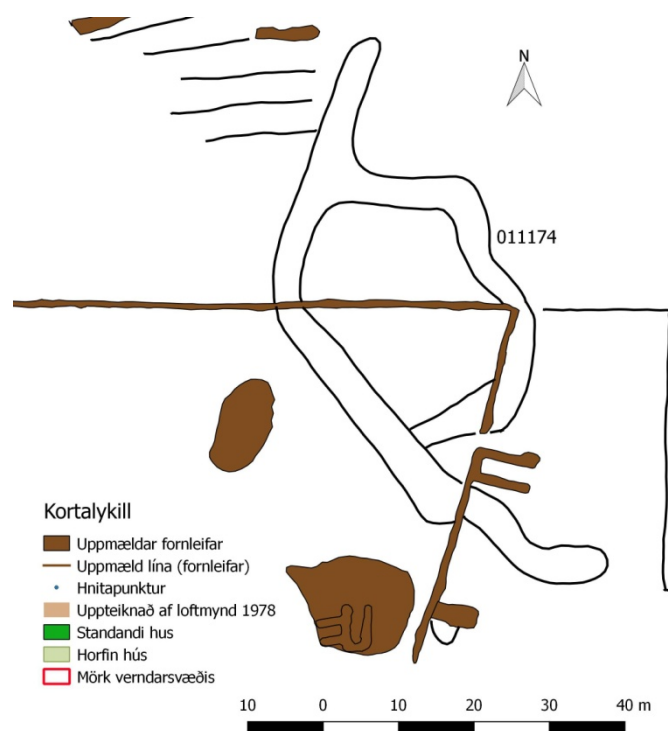 N
011174
Kortalykill
Uppmældar fornleifar
Uppmæld lína (fornleifar)
Hnitapunktur
Uppteiknað af loftmynd 1978
Standandi hus
Horfin hús
Mörk verndarsvæðis
10 0 10 20 30 40 m